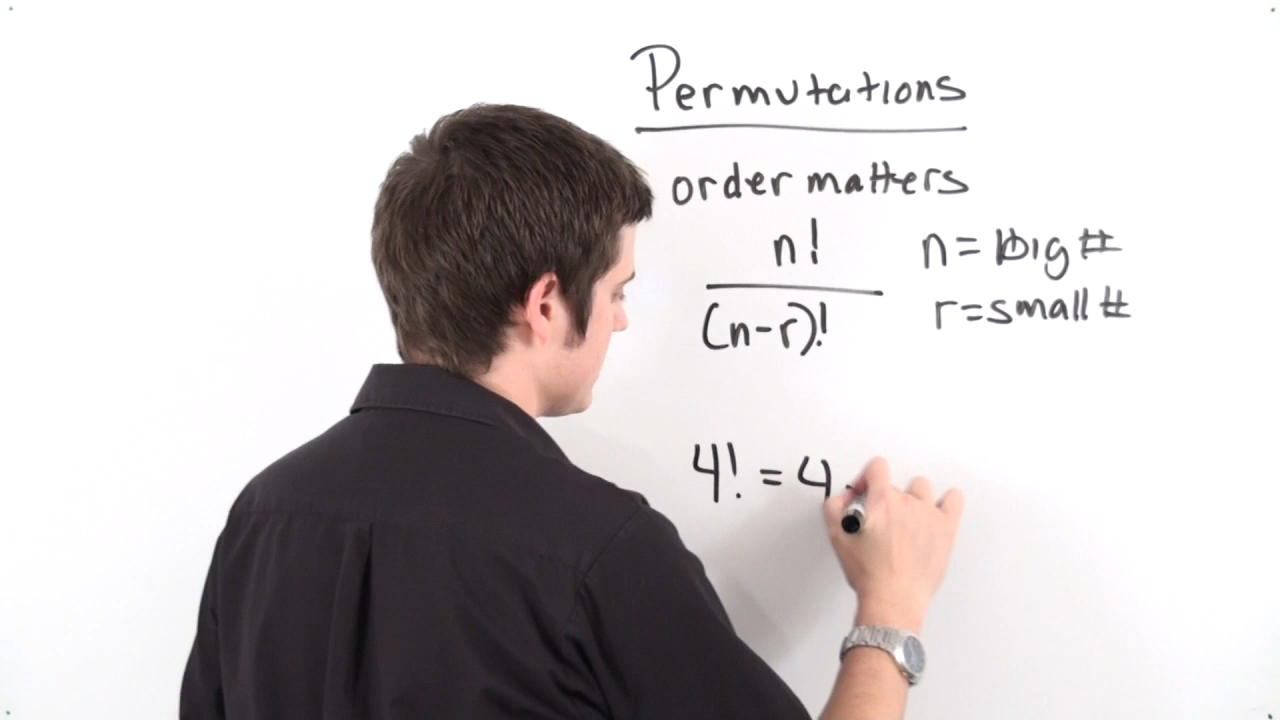 Permutations
order matters
n! n = big #
(n-r)! r = small #
4! = 4